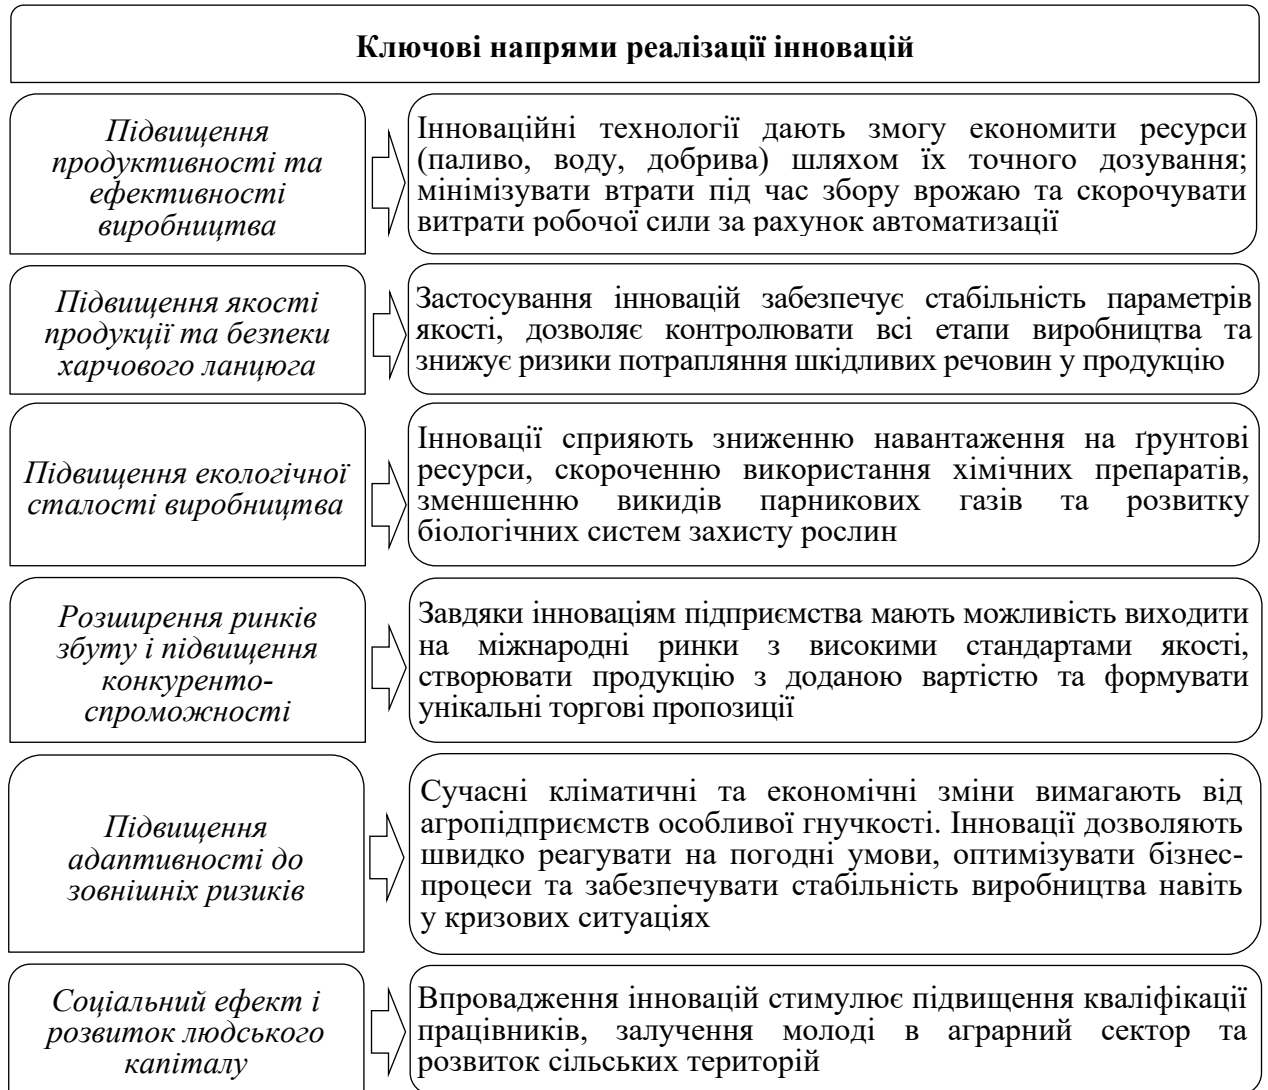 Ключові напрями реалізації інновацій
Підвищення
продуктивності та
ефективності
виробництва
Інноваційні технології дають змогу економити ресурси
(паливо, воду, добрива) шляхом їх точного дозування;
мінімізувати втрати під час збору врожаю та скорочувати
витрати робочої сили за рахунок автоматизації
Підвищення якості
продукції та безпеки
харчового ланцюга
Застосування інновацій забезпечує стабільність параметрів
якості, дозволяє контролювати всі етапи виробництва та
знижує ризики потрапляння шкідливих речовин у продукцію
Підвищення екологічної
сталості виробництва
Інновації сприяють зниженню навантаження на ґрунтові
ресурси, скороченню використання хімічних препаратів,
зменшенню викидів парникових газів та розвитку
біологічних систем захисту рослин
Розширення ринків
збуту і підвищення
конкуренто-
спроможності
Завдяки інноваціям підприємства мають можливість виходити
на міжнародні ринки з високими стандартами якості,
створювати продукцію з доданою вартістю та формувати
унікальні торгові пропозиції
Підвищення
адаптивності до
зовнішніх ризиків
Сучасні кліматичні та економічні зміни вимагають від
агропідприємств особливої гнучкості. Інновації дозволяють
швидко реагувати на погодні умови, оптимізувати бізнес-
процеси та забезпечувати стабільність виробництва навіть
у кризових ситуаціях
Соціальний ефект і
розвиток людського
капіталу
Впровадження інновацій стимулює підвищення кваліфікації
працівників, залучення молоді в аграрний сектор та
розвиток сільських територій